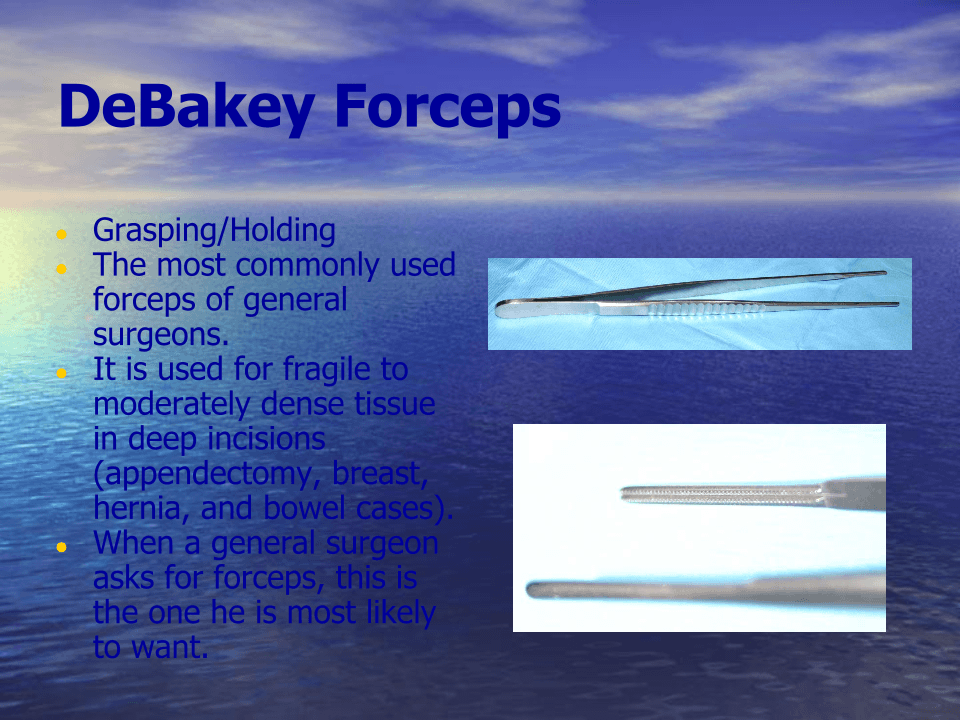 DeBakey Forceps
Grasping/Holding
The most commonly used
forceps of general
surgeons.
It is used for fragile to
moderately dense tissue
in deep incisions
(appendectomy, breast,
hernia, and bowel cases).
When a general surgeon
asks for forceps, this is
the one he is most likely
to want.